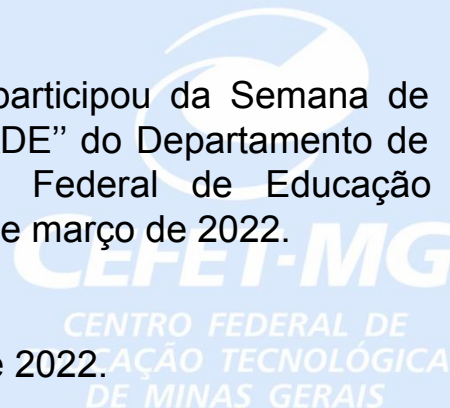 participou da Semana de
DE” do Departamento de
Federal de Educação
e março de 2022.
CEFET-MG
CENTRO FEDERAL DE
EDUCAÇÃO TECNOLÓGICA
e 2022.
DE MINAS GERAIS